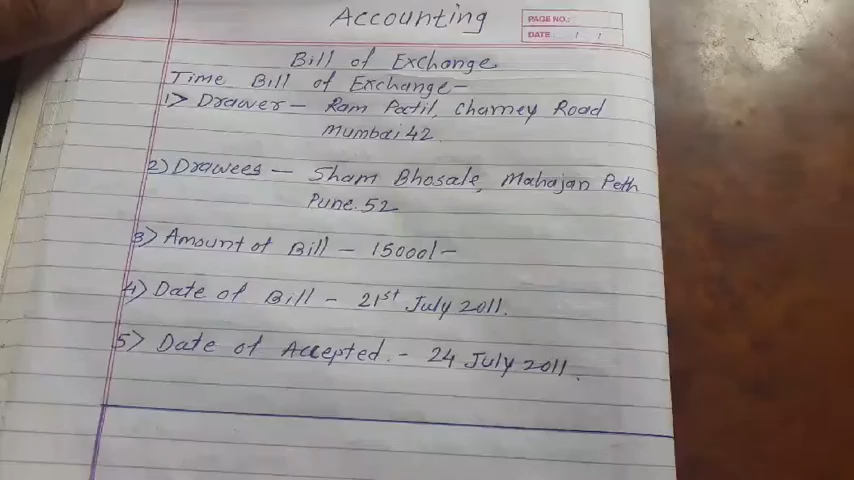 Accounting
PAGE NO.:
DATE: / /
Bill of Exchange
Time Bill of Exchange-
1> Drawer - Ram Patil, Charney Road
Mumbai 42
2) Drawees - Sham Bhosale, Mahajan Peth
Pune. 52
3> Amount of Bill - 15000/-
4) Date of Bill - 21st July 2011.
5> Date of Accepted. - 24 July 2011.